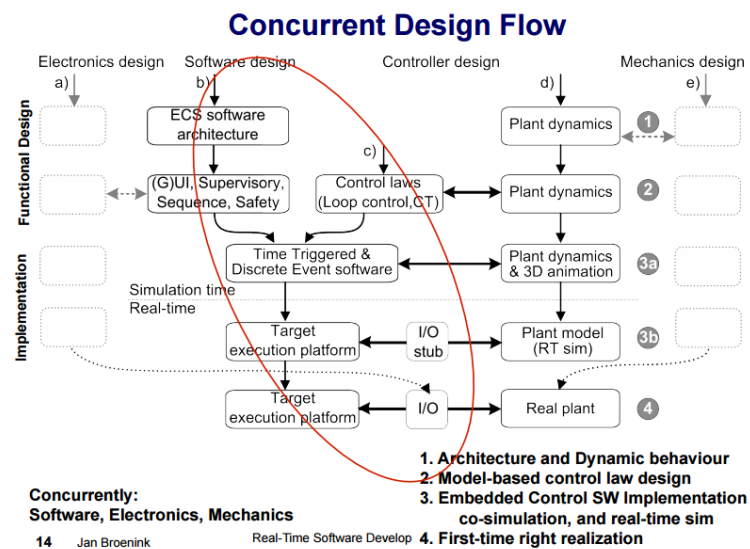 Concurrent Design Flow
Electronics design
Software design
Controller design
Mechanics design
a)
b)
d)
e)
Functional Design
ECS software
architecture
Plant dynamics
1
c)
(G)UI, Supervisory,
Sequence, Safety
Control laws
(Loop control,CT)
Plant dynamics
2
Implementation
Time Triggered &
Discrete Event software
Plant dynamics
& 3D animation
3a
Simulation time
Real-time
Target
execution platform
I/O
stub
Plant model
(RT sim)
3b
Target
execution platform
I/O
Real plant
4
1. Architecture and Dynamic behaviour
2. Model-based control law design
3. Embedded Control SW Implementation
co-simulation, and real-time sim
4. First-time right realization
Concurrently:
Software, Electronics, Mechanics
14
Jan Broenink
Real-Time Software Develop